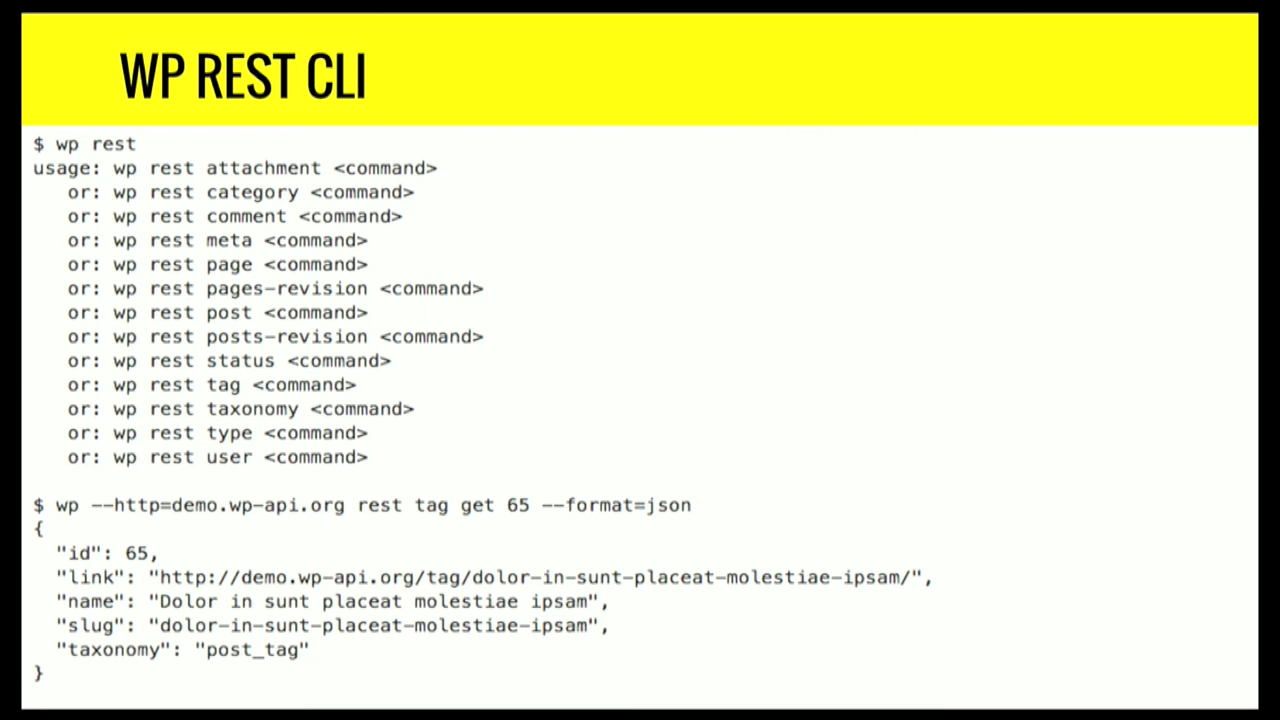 WP REST CLI
$ wp rest
usage: wp rest attachment <command>
   or: wp rest category <command>
   or: wp rest comment <command>
   or: wp rest meta <command>
   or: wp rest page <command>
   or: wp rest pages-revision <command>
   or: wp rest post <command>
   or: wp rest posts-revision <command>
   or: wp rest status <command>
   or: wp rest tag <command>
   or: wp rest taxonomy <command>
   or: wp rest type <command>
   or: wp rest user <command>
$ wp --http=demo.wp-api.org rest tag get 65 --format=json
{
  "id": 65,
  "link": "http://demo.wp-api.org/tag/dolor-in-sunt-placeat-molestiae-ipsam/",
  "name": "Dolor in sunt placeat molestiae ipsam",
  "slug": "dolor-in-sunt-placeat-molestiae-ipsam",
  "taxonomy": "post_tag"
}